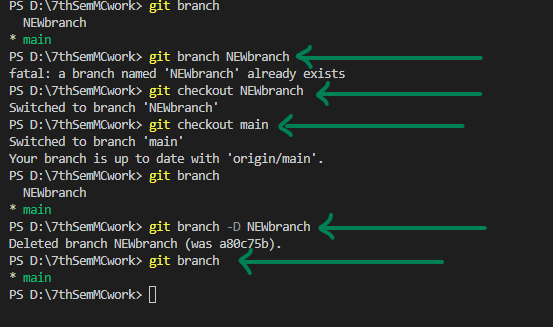 PS D:\7thSemMCwork> git branch
  NEWbranch
* main
PS D:\7thSemMCwork> git branch NEWbranch
fatal: a branch named 'NEWbranch' already exists
PS D:\7thSemMCwork> git checkout NEWbranch
Switched to branch 'NEWbranch'
PS D:\7thSemMCwork> git checkout main
Switched to branch 'main'
Your branch is up to date with 'origin/main'.
PS D:\7thSemMCwork> git branch
  NEWbranch
* main
PS D:\7thSemMCwork> git branch -D NEWbranch
Deleted branch NEWbranch (was a80c75b).
PS D:\7thSemMCwork> git branch
* main
PS D:\7thSemMCwork>